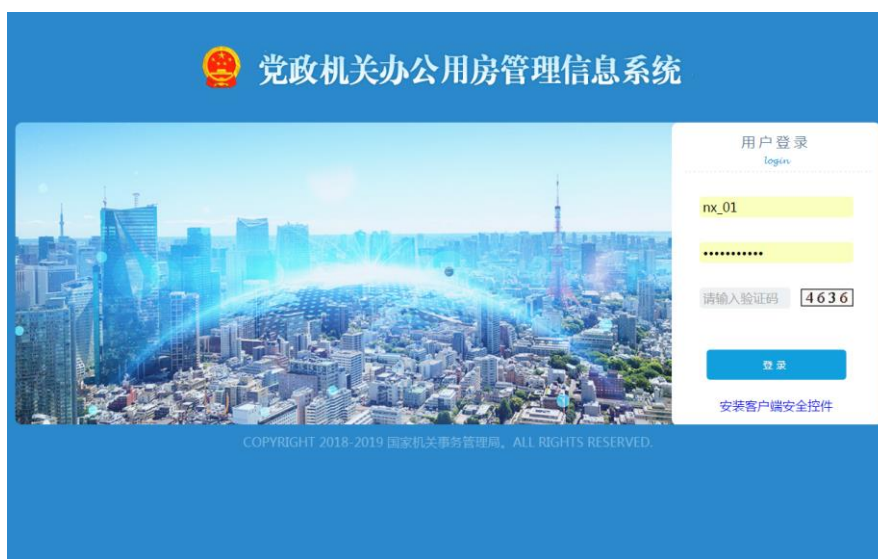 党政机关办公用房管理信息系统
用户登录
login
nx_01
•••••••••••
请输入验证码 4636
登录
安装客户端安全控件
COPYRIGHT 2018-2019 国家机关事务管理局。ALL RIGHTS RESERVED.